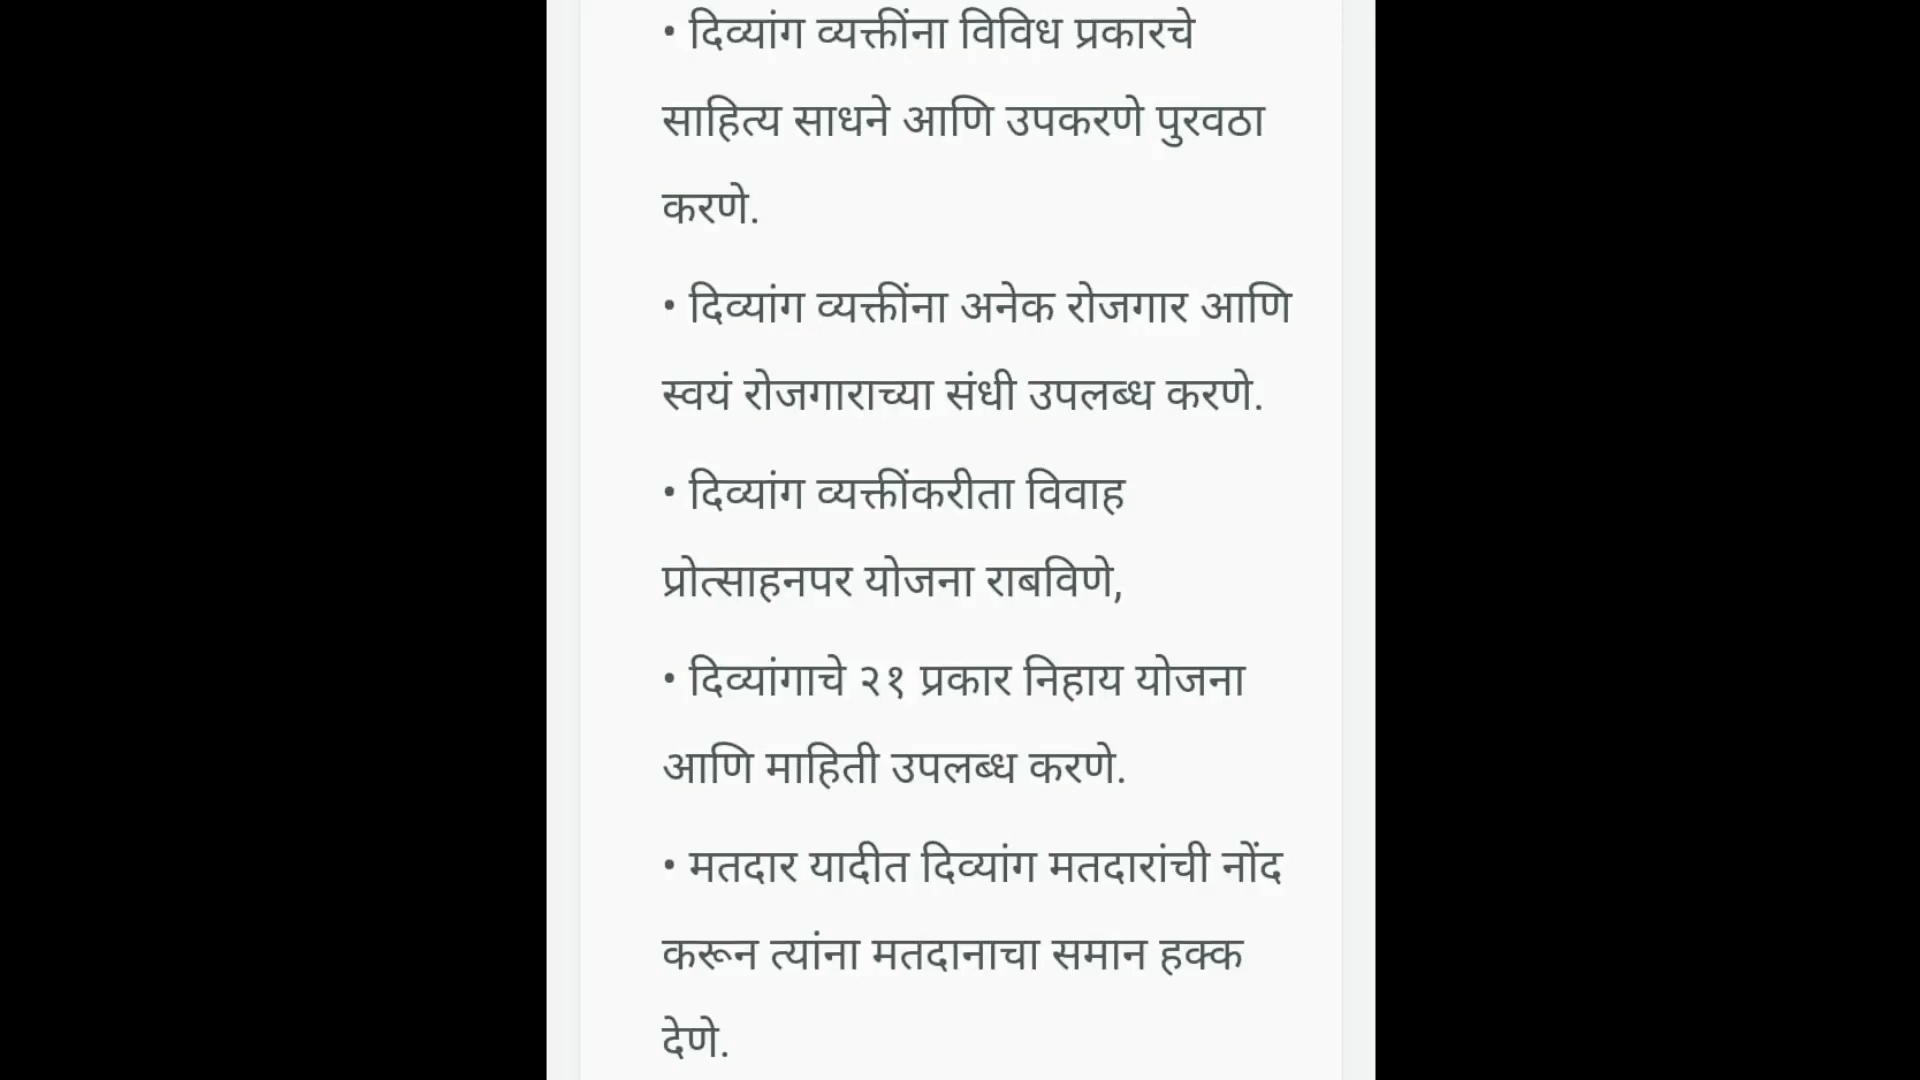 • दिव्यांग व्यक्तींना विविध प्रकारचे
साहित्य साधने आणि उपकरणे पुरवठा
करणे.
• दिव्यांग व्यक्तींना अनेक रोजगार आणि
स्वयं रोजगाराच्या संधी उपलब्ध करणे.
• दिव्यांग व्यक्तींकरीता विवाह
प्रोत्साहनपर योजना राबविणे,
• दिव्यांगाचे २१ प्रकार निहाय योजना
आणि माहिती उपलब्ध करणे.
• मतदार यादीत दिव्यांग मतदारांची नोंद
करून त्यांना मतदानाचा समान हक्क
देणे.